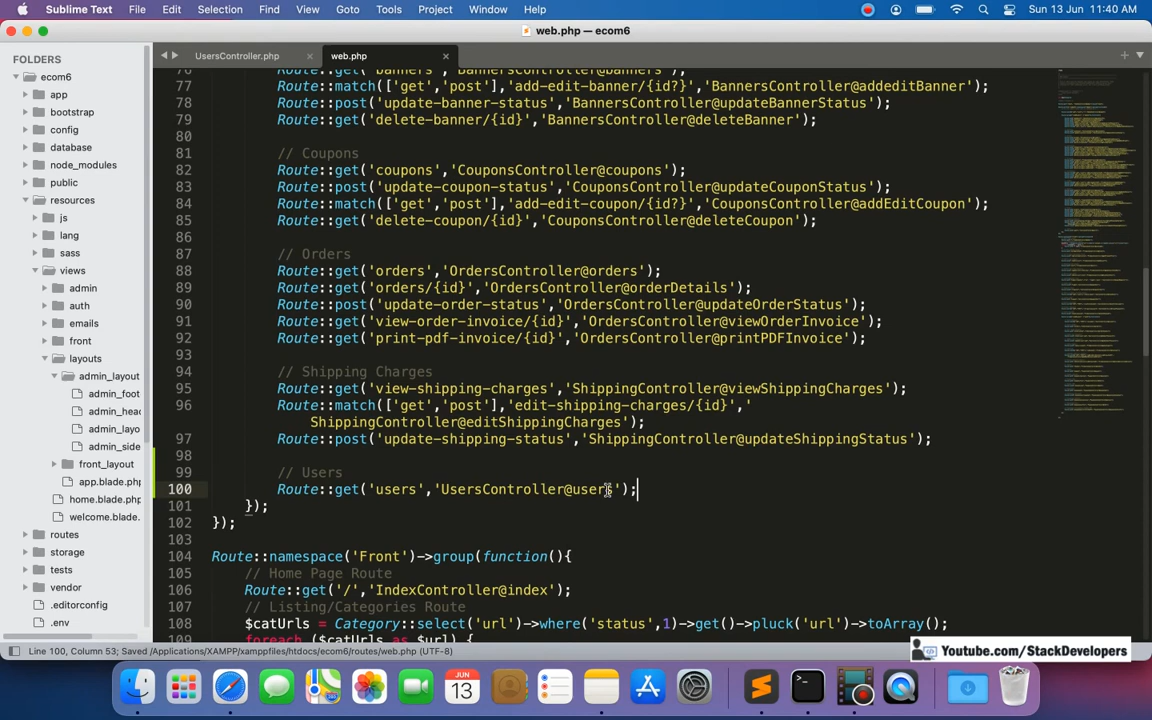 Sublime Text File Edit Selection Find View Goto Tools Project Window Help Sun 13 Jun 11:40 AM
web.php — ecom6
FOLDERS
ecom6
app
bootstrap
config
database
node_modules
public
resources
js
lang
sass
views
admin
auth
emails
front
layouts
admin_layout
admin_foot
admin_head
admin_layo
admin_side
front_layout
app.blade.php
home.blade.php
welcome.blade.
routes
storage
tests
vendor
.editorconfig
.env
UsersController.php × web.php ×
76 Route::get('banners','BannersController@banners');
77 Route::match(['get','post'],'add-edit-banner/{id?}','BannersController@addeditBanner');
78 Route::post('update-banner-status','BannersController@updateBannerStatus');
79 Route::get('delete-banner/{id}','BannersController@deleteBanner');
80
81 // Coupons
82 Route::get('coupons','CouponsController@coupons');
83 Route::post('update-coupon-status','CouponsController@updateCouponStatus');
84 Route::match(['get','post'],'add-edit-coupon/{id?}','CouponsController@addEditCoupon');
85 Route::get('delete-coupon/{id}','CouponsController@deleteCoupon');
86
87 // Orders
88 Route::get('orders','OrdersController@orders');
89 Route::get('orders/{id}','OrdersController@orderDetails');
90 Route::post('update-order-status','OrdersController@updateOrderStatus');
91 Route::get('view-order-invoice/{id}','OrdersController@viewOrderInvoice');
92 Route::get('print-pdf-invoice/{id}','OrdersController@printPDFInvoice');
93
94 // Shipping Charges
95 Route::get('view-shipping-charges','ShippingController@viewShippingCharges');
96 Route::match(['get','post'],'edit-shipping-charges/{id}','
ShippingController@editShippingCharges');
97 Route::post('update-shipping-status','ShippingController@updateShippingStatus');
98
99 // Users
100 Route::get('users','UsersController@users');
101 });
102 });
103
104 Route::namespace('Front')->group(function(){
105 // Home Page Route
106 Route::get('/','IndexController@index');
107 // Listing/Categories Route
108 $catUrls = Category::select('url')->where('status',1)->get()->pluck('url')->toArray();
109 foreach ($catUrls as $url) {
Line 100, Column 53; Saved /Applications/XAMPP/xamppfiles/htdocs/ecom6/routes/web.php (UTF-8)
Youtube.com/StackDevelopers
JUN
13